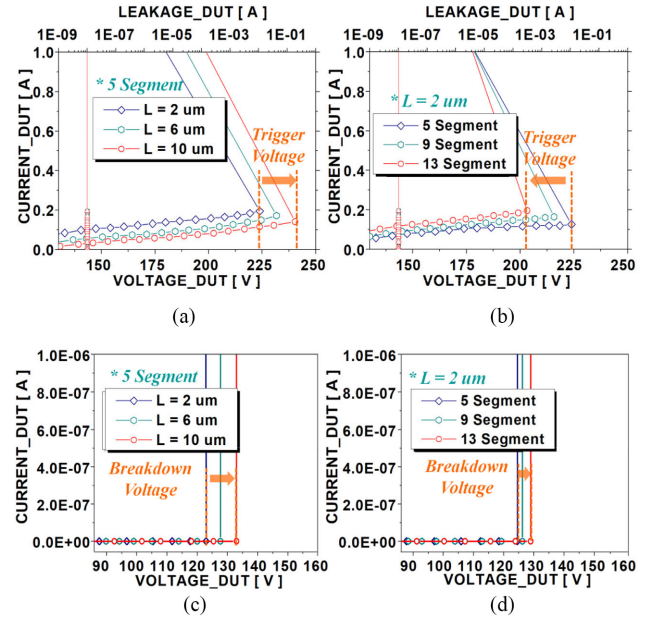 LEAKAGE_DUT [ A ]
1E-09 1E-07 1E-05 1E-03 1E-01
CURRENT_DUT [ A ]
1.0
0.8
0.6
0.4
0.2
0.0
* 5 Segment
L = 2 um
L = 6 um
L = 10 um
Trigger
Voltage
150 175 200 225 250
VOLTAGE_DUT [ V ]
(a)
LEAKAGE_DUT [ A ]
1E-09 1E-07 1E-05 1E-03 1E-01
CURRENT_DUT [ A ]
1.0
0.8
0.6
0.4
0.2
0.0
* L = 2 um
5 Segment
9 Segment
13 Segment
Trigger
Voltage
150 175 200 225 250
VOLTAGE_DUT [ V ]
(b)
CURRENT_DUT [ A ]
1.0E-06
8.0E-07
6.0E-07
4.0E-07
2.0E-07
0.0E+00
* 5 Segment
L = 2 um
L = 6 um
L = 10 um
Breakdown
Voltage
90 100 110 120 130 140 150 160
VOLTAGE_DUT [ V ]
(c)
CURRENT_DUT [ A ]
1.0E-06
8.0E-07
6.0E-07
4.0E-07
2.0E-07
0.0E+00
* L = 2 um
5 Segment
9 Segment
13 Segment
Breakdown
Voltage
90 100 110 120 130 140 150 160
VOLTAGE_DUT [ V ]
(d)